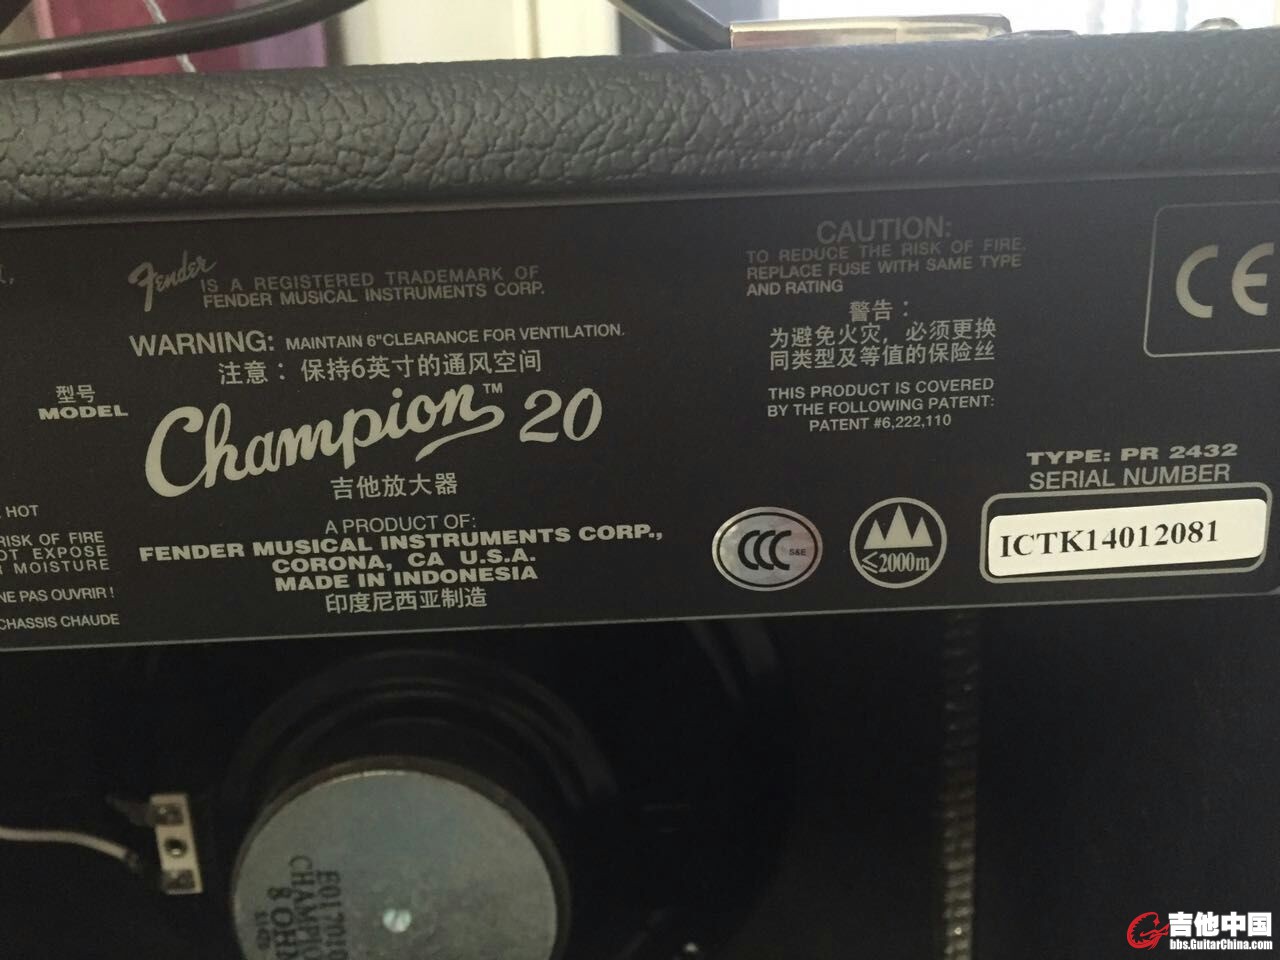 Fender IS A REGISTERED TRADEMARK OF
FENDER MUSICAL INSTRUMENTS CORP.
WARNING: MAINTAIN 6"CLEARANCE FOR VENTILATION.
注意：保持6英寸的通风空间
型号
MODEL
Champion™ 20
吉他放大器
A PRODUCT OF:
FENDER MUSICAL INSTRUMENTS CORP.,
CORONA, CA U.S.A.
MADE IN INDONESIA
印度尼西亚制造
HOT
RISK OF FIRE
EXPOSE
MOISTURE
NE PAS OUVRIR !
CHASSIS CHAUDE
CAUTION:
TO REDUCE THE RISK OF FIRE,
REPLACE FUSE WITH SAME TYPE
AND RATING
警告：
为避免火灾，必须更换
同类型及等值的保险丝
THIS PRODUCT IS COVERED
BY THE FOLLOWING PATENT:
PATENT #6,222,110
CE
TYPE: PR 2432
SERIAL NUMBER
ICTK14012081
CCC S&E
≤2000m
CHAMPIO
8 OHM
吉他中国
bbs.GuitarChina.com